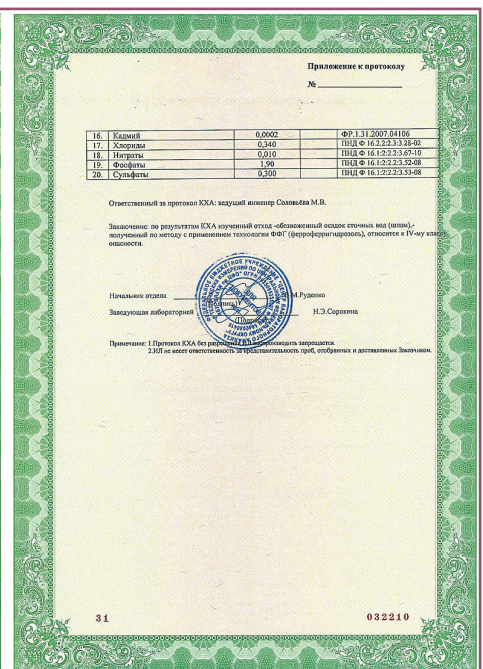 Приложение к протоколу
№
16. Кадмий 0,0002 ФР.1.31.2007.04106
17. Хлориды 0,340 ПНД Ф 16.2.2:2.3:3.28-02
18. Нитраты 0,010 ПНД Ф 16.1:2:2.2:3.67-10
19. Фосфаты 1,90 ПНД Ф 16.1:2:2.2:3.52-08
20. Сульфаты 0,300 ПНД Ф 16.1:2:2.2:3.53-08
Ответственный за протокол КХА: ведущий инженер Соловьёва М.В.
Заключение: по результатам КХА изученный отход -обезвоженный осадок сточных вод (шлам),-
полученный по методу с применением технологии ФФГ (ферроферригидрозоль), относится к IV-му классу
опасности.
Начальник отдела М.Руденко
(Подпись)
Заведующая лабораторией Н.Э.Сорокина
(Подпись)
Примечание: 1.Протокол КХА без разрешения ИЛ воспроизводить запрещается.
2.ИЛ не несет ответственность за представительность проб, отобранных и доставленных Заказчиком.
31 032210